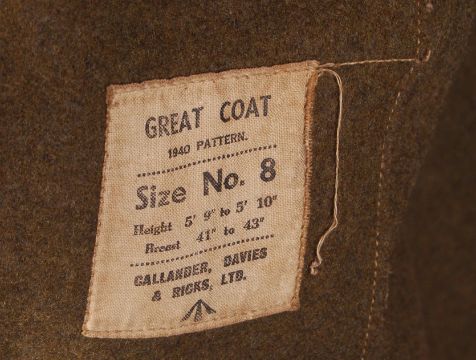 GREAT COAT
1940 PATTERN.
Size No. 8
Height 5' 9" to 5' 10"
Breast 41" to 43"
CALLANDER, DAVIES
& RICKS, LTD.